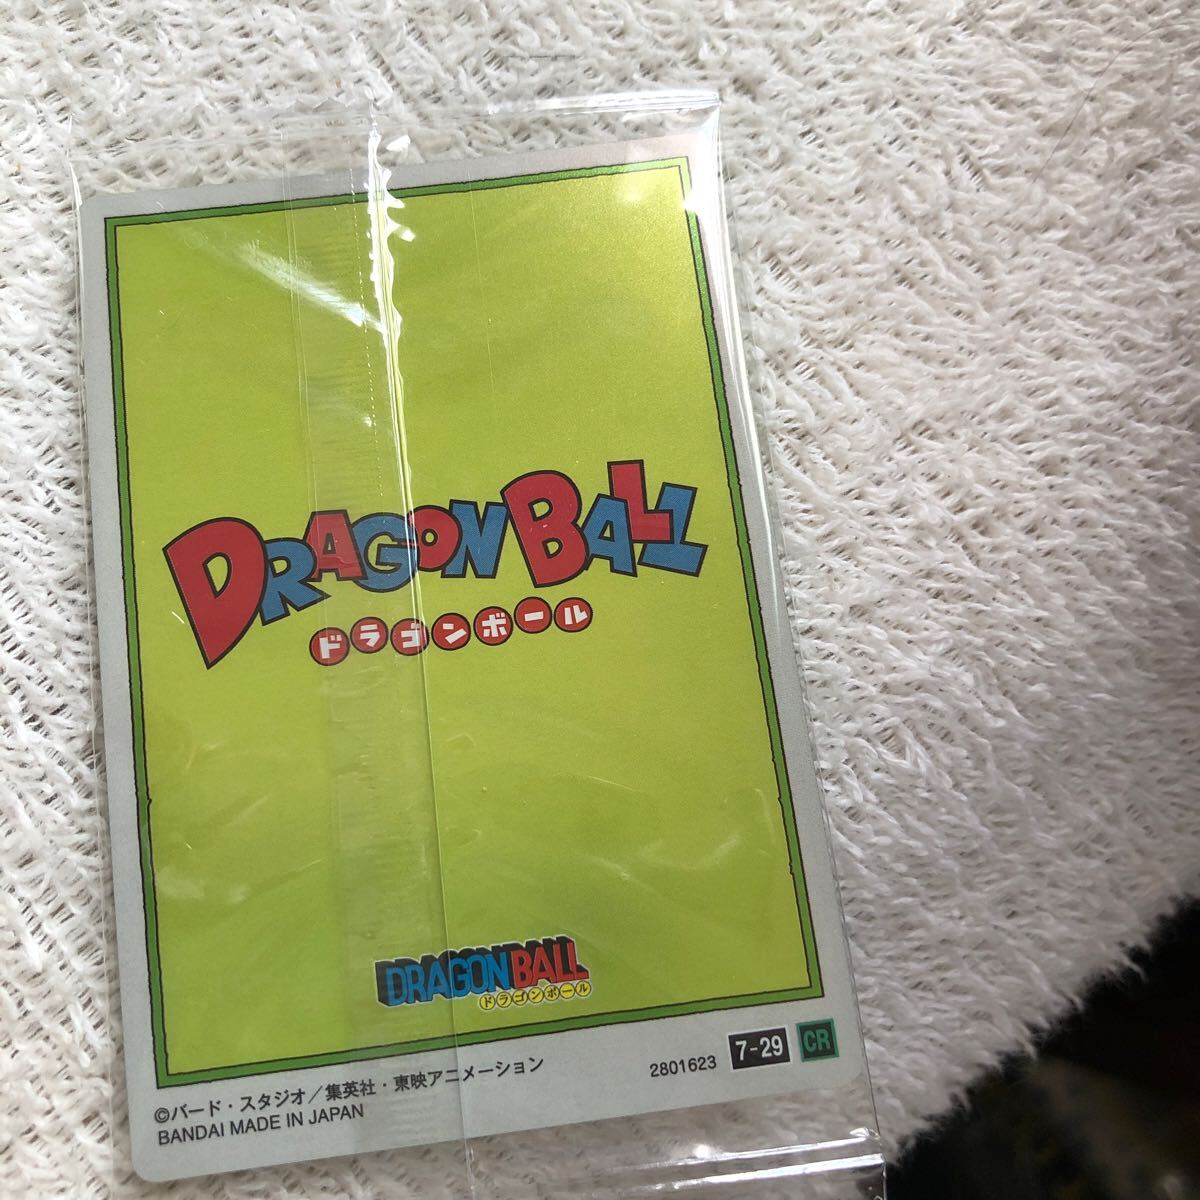 DRAGON BALL
ドラゴンボール
DRAGON BALL
ドラゴンボール
©バード・スタジオ／集英社・東映アニメーション
BANDAI MADE IN JAPAN
2801623 7-29 CR